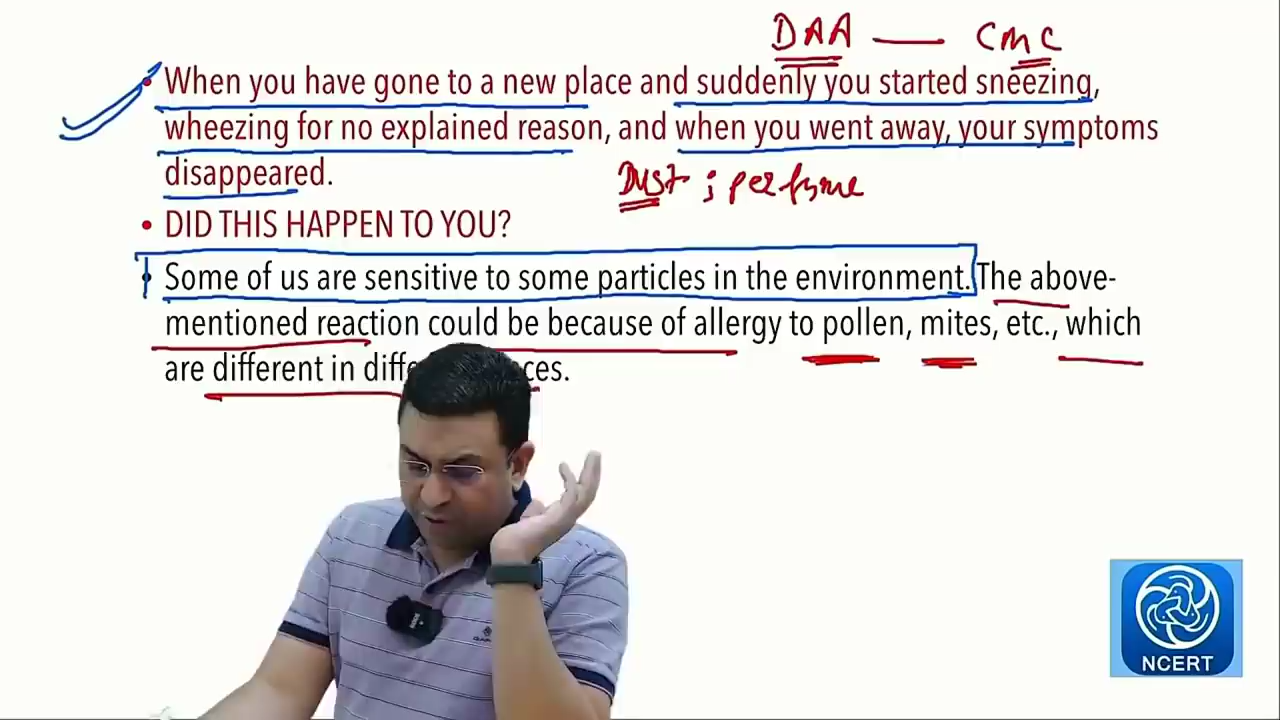 DAA — CMC
• When you have gone to a new place and suddenly you started sneezing,
wheezing for no explained reason, and when you went away, your symptoms
disappeared.
Dust ; perfume
• DID THIS HAPPEN TO YOU?
• Some of us are sensitive to some particles in the environment. The above-
mentioned reaction could be because of allergy to pollen, mites, etc., which
are different in diff ces.
NCERT